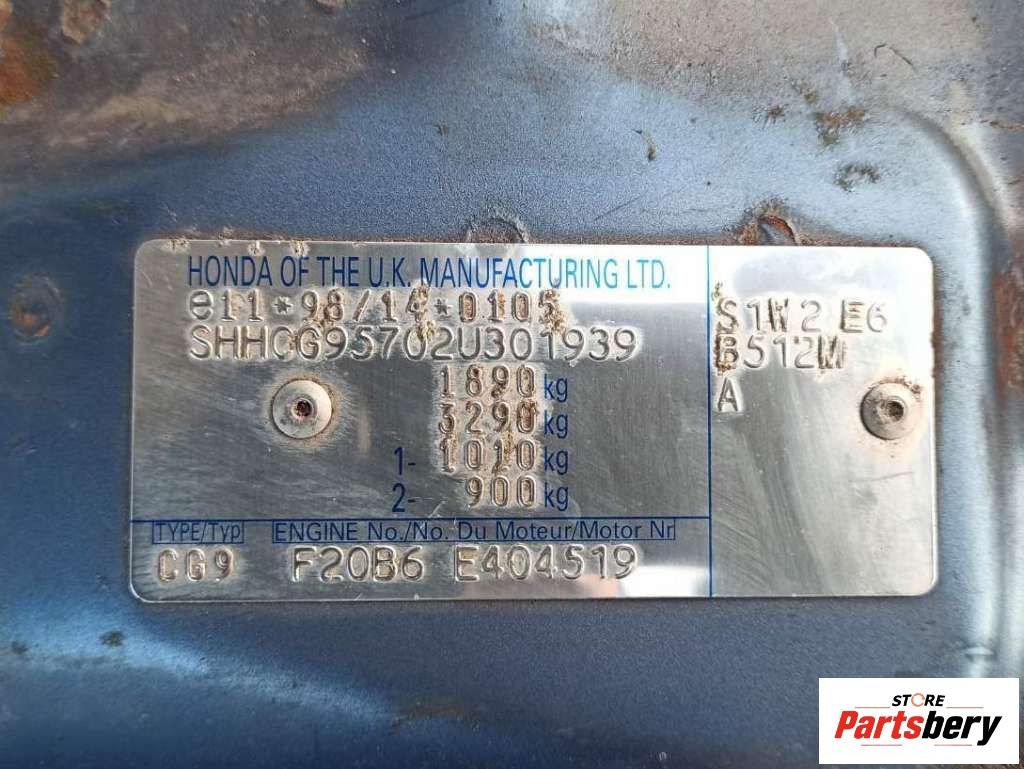 HONDA OF THE U.K. MANUFACTURING LTD.
e11*98/14*0105
SHHCG95702U301939
1890 kg
3290 kg
1- 1010 kg
2- 900 kg
TYPE/Typ ENGINE No./No. Du Moteur/Motor Nr
CG9 F20B6 E404519
S1W2 E6
B512M
A
STORE
Partsbery